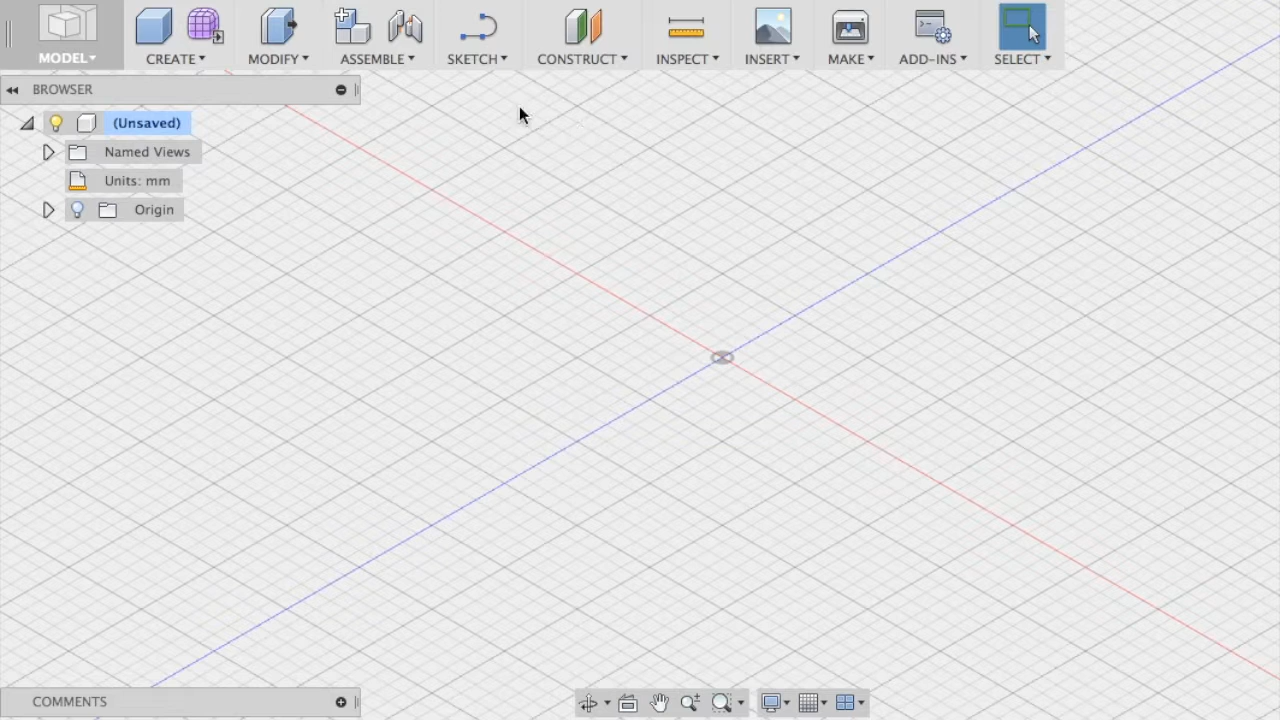 MODEL CREATE MODIFY ASSEMBLE SKETCH CONSTRUCT INSPECT INSERT MAKE ADD-INS SELECT
BROWSER
(Unsaved)
Named Views
Units: mm
Origin
COMMENTS